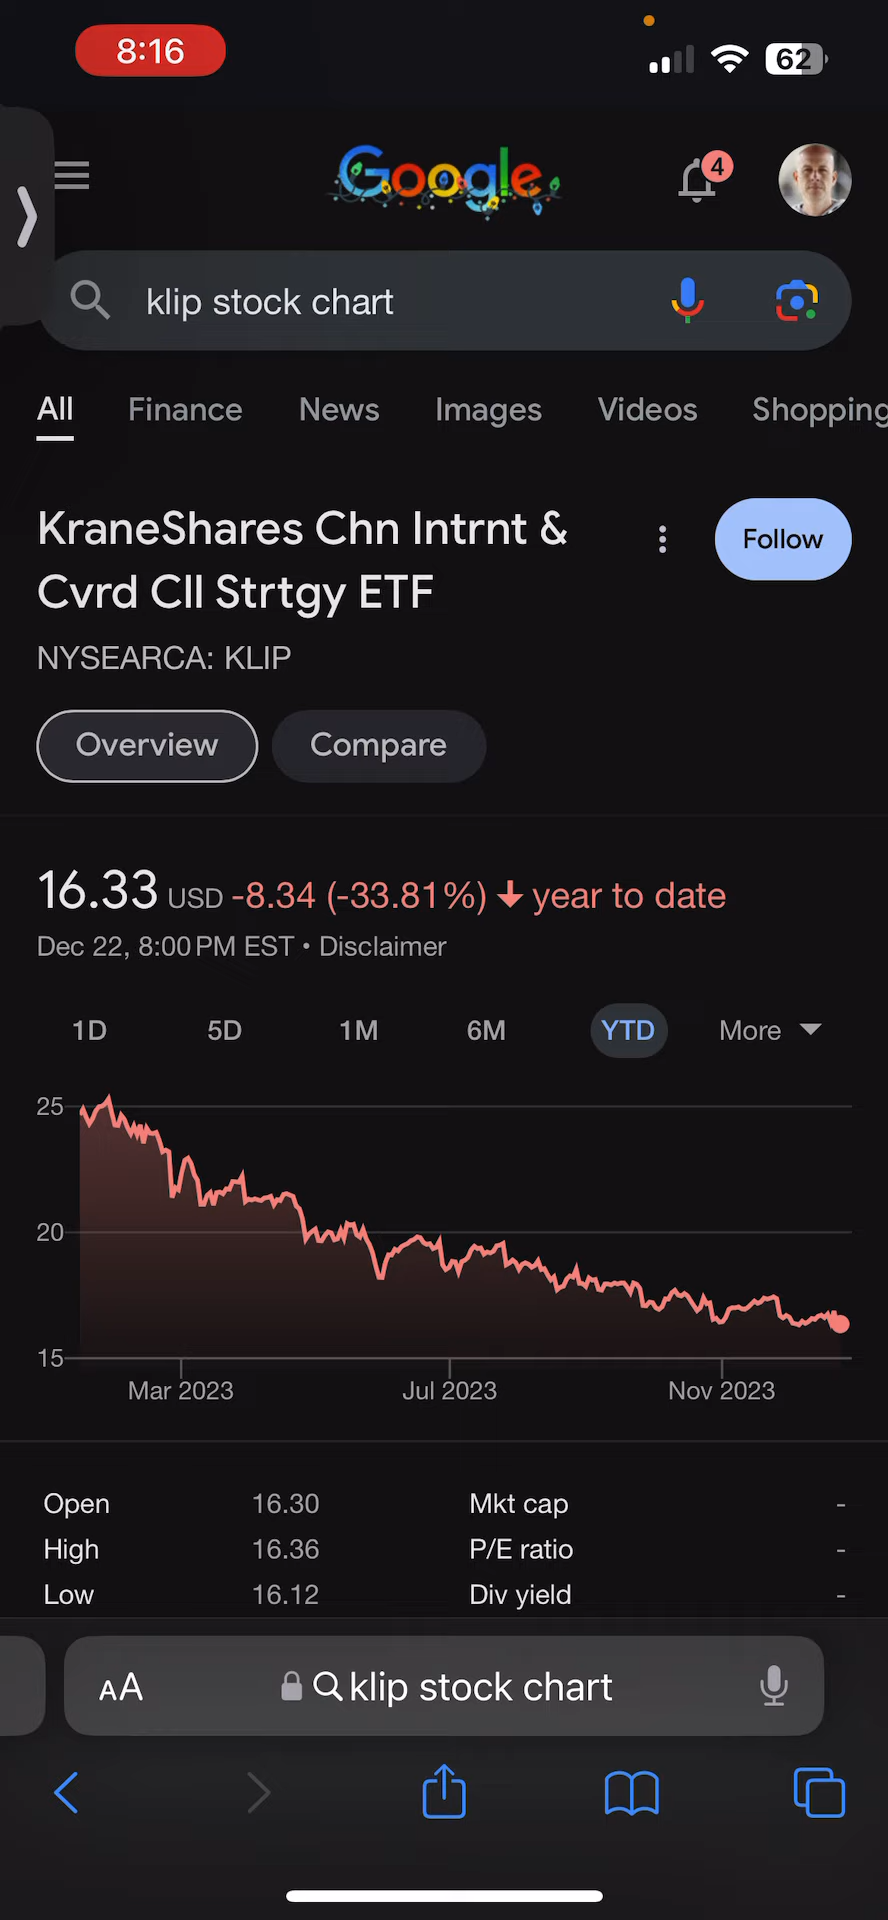 8:16
62
Google
4
klip stock chart
All Finance News Images Videos Shopping
KraneShares Chn Intrnt &
Cvrd Cll Strtgy ETF
Follow
NYSEARCA: KLIP
Overview Compare
16.33 USD -8.34 (-33.81%) ↓ year to date
Dec 22, 8:00 PM EST • Disclaimer
1D 5D 1M 6M YTD More
25
20
15
Mar 2023 Jul 2023 Nov 2023
Open 16.30 Mkt cap -
High 16.36 P/E ratio -
Low 16.12 Div yield -
AA klip stock chart